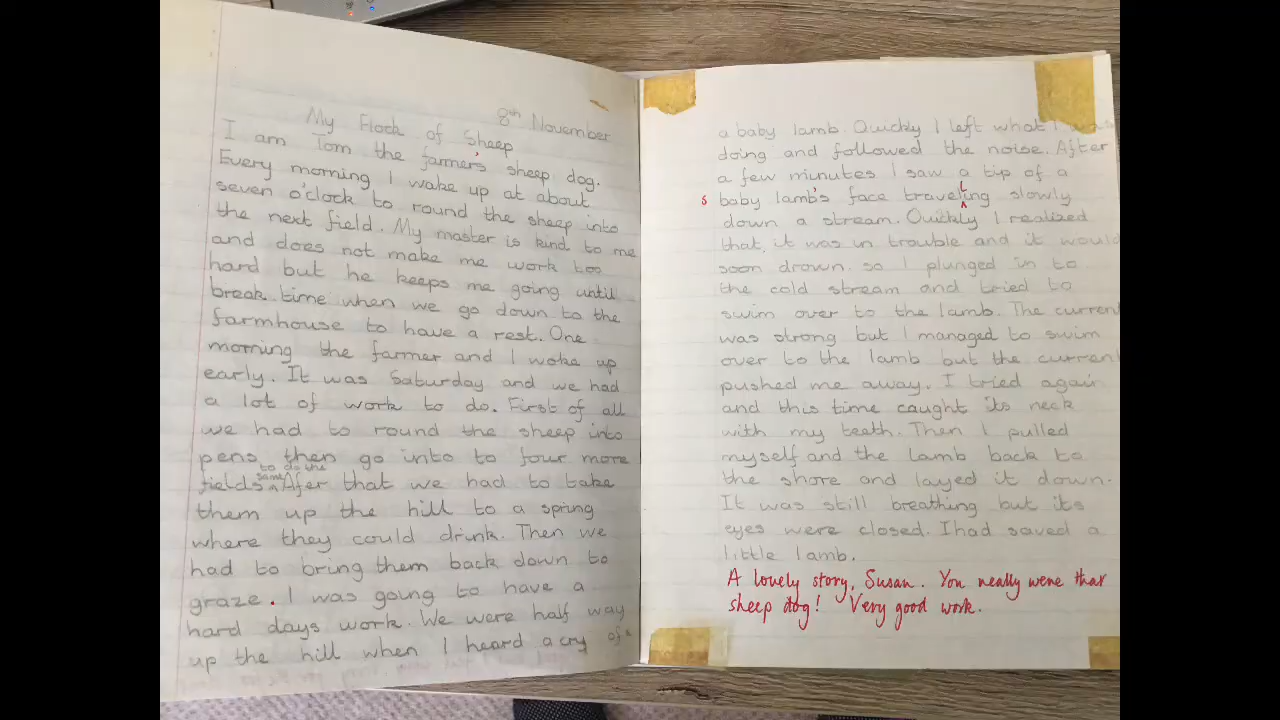 8th November
My Flock of Sheep
I am Tom the farmer's sheep dog.
Every morning I wake up at about
seven o'clock to round the sheep into
the next field. My master is kind to me
and does not make me work too
hard but he keeps me going until
break time when we go down to the
farmhouse to have a rest. One
morning the farmer and I woke up
early. It was Saturday and we had
a lot of work to do. First of all
we had to round the sheep into
pens then go into to four more
to do the
same
fields. After that we had to take
them up the hill to a spring
where they could drink. Then we
had to bring them back down to
graze. I was going to have a
hard days work. We were half way
up the hill when I heard a cry of
a baby lamb. Quickly I left what I was
doing and followed the noise. After
a few miunutes I saw a tip of a
s baby lamb's face traveling slowly
l
down a stream. Quickly I realized
that, it was in trouble and it would
soon drown. so I plunged in to
the cold stream and tried to
swim over to the lamb. The current
was strong but I managed to swim
over to the lamb but the current
pushed me away. I tried again
and this time caught its neck
with my teeth. Then I pulled
myself and the lamb back to
the shore and layed it down.
It was still breathing but its
eyes were closed. I had saved a
little lamb.
A lovely story, Susan. You really were that
sheep dog! Very good work.